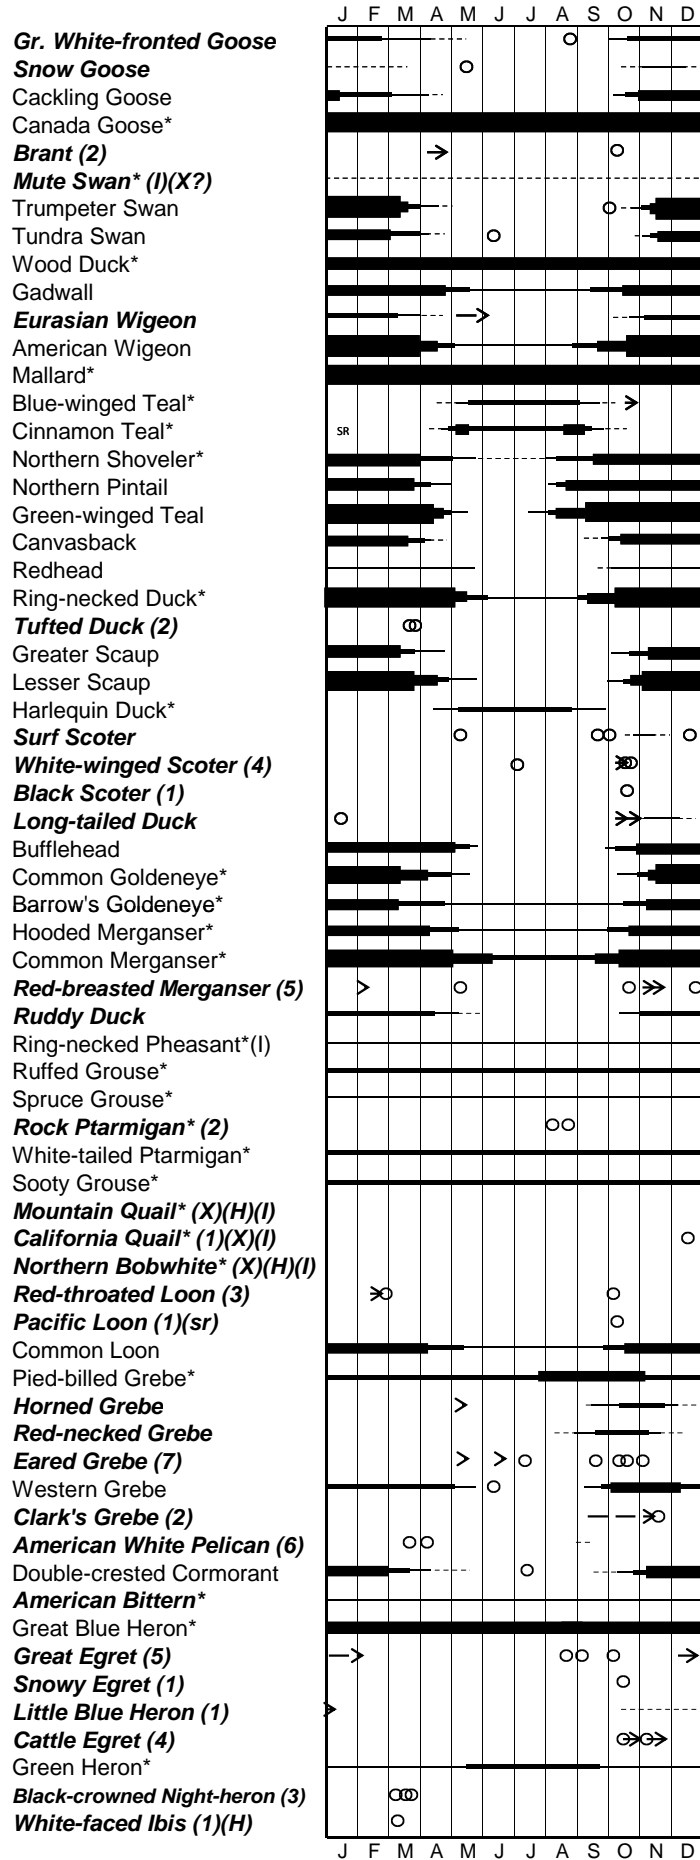 J F M A M J J A S O N D
Gr. White-fronted Goose
Snow Goose
Cackling Goose
Canada Goose*
Brant (2)
Mute Swan* (I)(X?)
Trumpeter Swan
Tundra Swan
Wood Duck*
Gadwall
Eurasian Wigeon
American Wigeon
Mallard*
Blue-winged Teal*
Cinnamon Teal* SR
Northern Shoveler*
Northern Pintail
Green-winged Teal
Canvasback
Redhead
Ring-necked Duck*
Tufted Duck (2)
Greater Scaup
Lesser Scaup
Harlequin Duck*
Surf Scoter
White-winged Scoter (4)
Black Scoter (1)
Long-tailed Duck
Bufflehead
Common Goldeneye*
Barrow's Goldeneye*
Hooded Merganser*
Common Merganser*
Red-breasted Merganser (5)
Ruddy Duck
Ring-necked Pheasant*(I)
Ruffed Grouse*
Spruce Grouse*
Rock Ptarmigan* (2)
White-tailed Ptarmigan*
Sooty Grouse*
Mountain Quail* (X)(H)(I)
California Quail* (1)(X)(I)
Northern Bobwhite* (X)(H)(I)
Red-throated Loon (3)
Pacific Loon (1)(sr)
Common Loon
Pied-billed Grebe*
Horned Grebe
Red-necked Grebe
Eared Grebe (7)
Western Grebe
Clark's Grebe (2)
American White Pelican (6)
Double-crested Cormorant
American Bittern*
Great Blue Heron*
Great Egret (5)
Snowy Egret (1)
Little Blue Heron (1)
Cattle Egret (4)
Green Heron*
Black-crowned Night-heron (3)
White-faced Ibis (1)(H)
J F M A M J J A S O N D